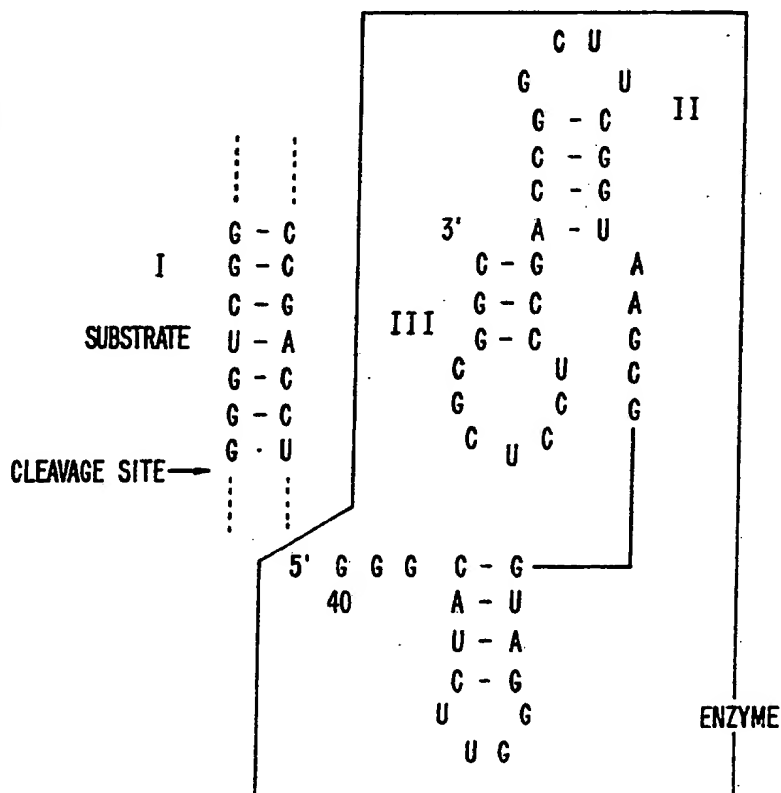 C U
G U
G - C II
C - G
C - G
G - C 3' A - U
I G - C C - G A
C - G G - C A
SUBSTRATE U - A III G - C G
G - C C U C
G - C G C G
G · U C U C
CLEAVAGE SITE →
5' G G G C - G
40 A - U
U - A
C - G
U G ENZYME
U G